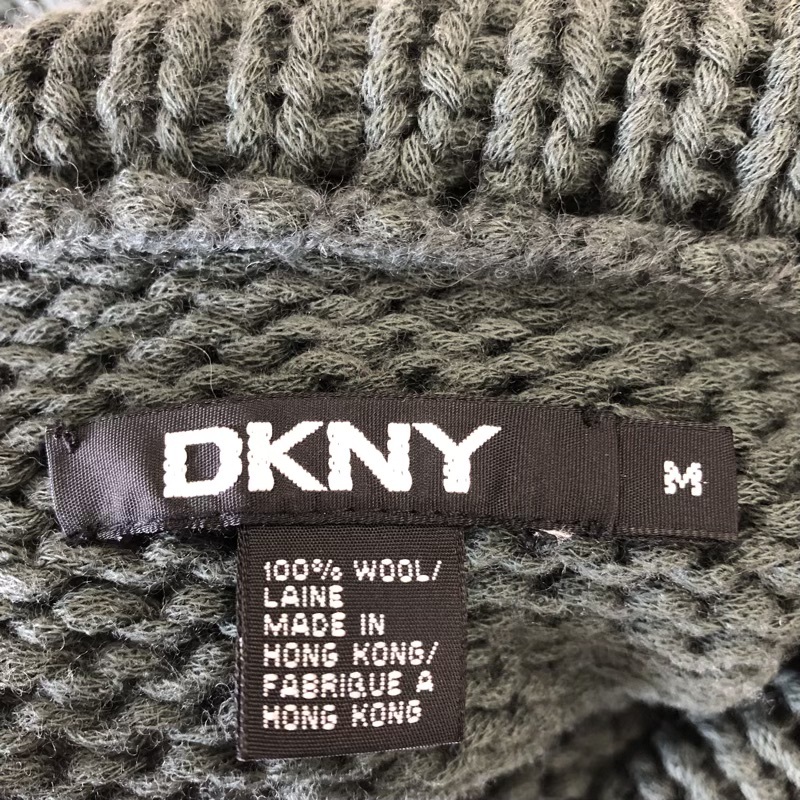 DKNY
M
100% WOOL/
LAINE
MADE IN
HONG KONG/
FABRIQUE A
HONG KONG